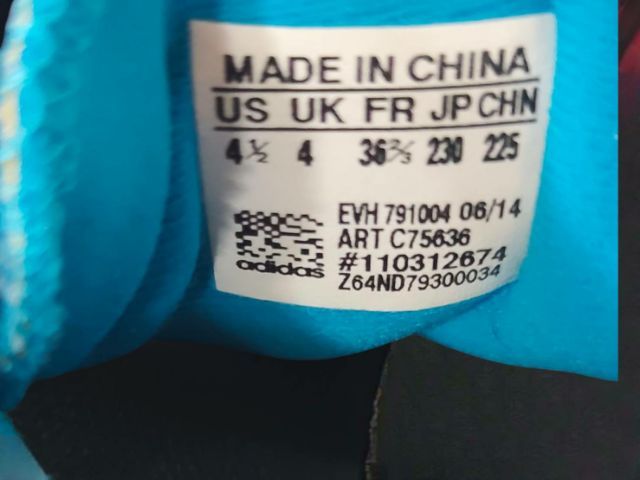 MADE IN CHINA
US UK FR JP CHN
4½ 4 36⅔ 230 225
EVH 791004 06/14
ART C75636
#110312674
Z64ND79300034
adidas